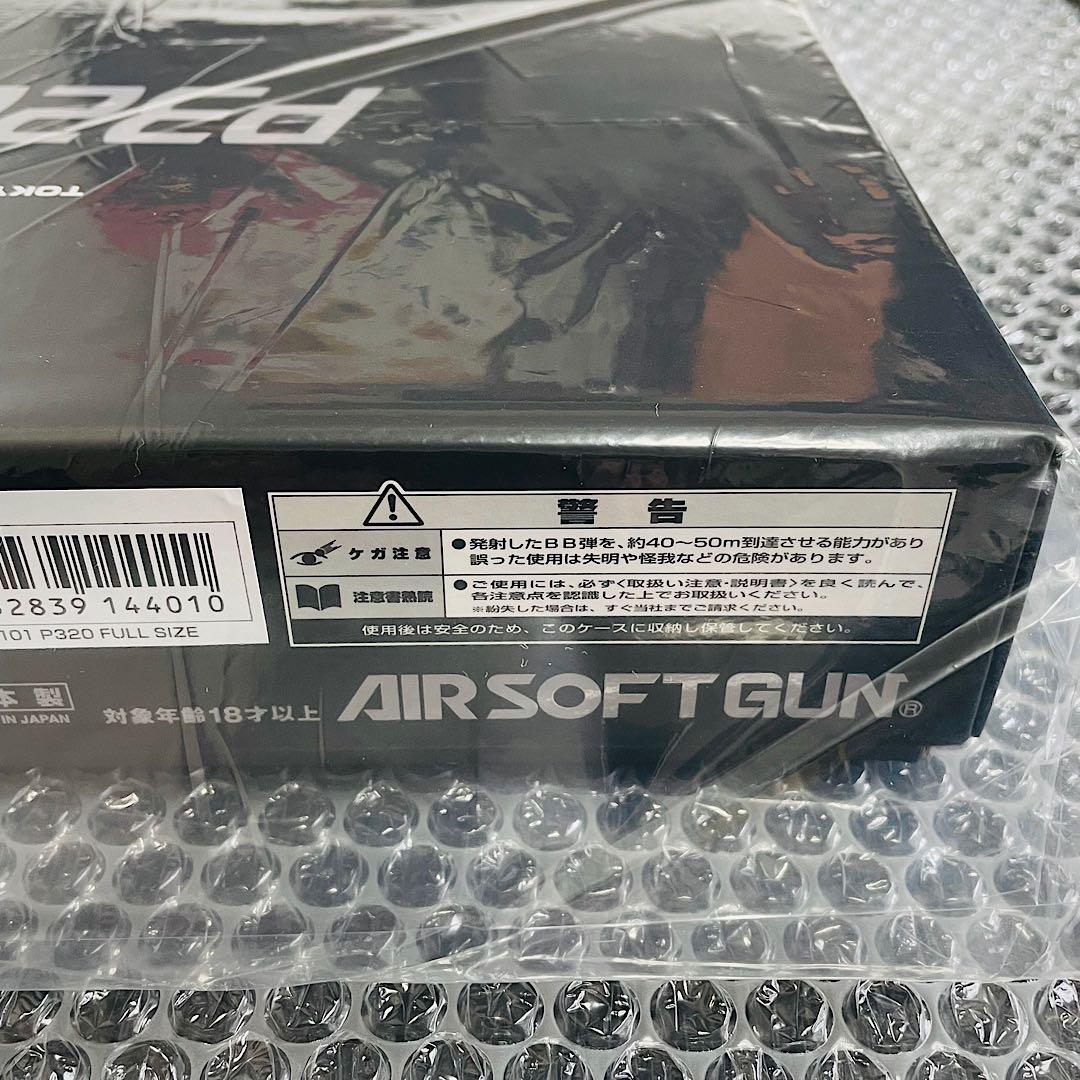 P320
TOKY
警告
ケガ注意
●発射したBB弾を、約40〜50m到達させる能力があり
誤った使用は失明や怪我などの危険があります。
注意書熟読
●ご使用には、必ず<取扱い注意・説明書>を良く読んで、
各注意点を認識した上でお取扱いください。
※紛失した場合は、すぐ当社までご請求ください。
使用後は安全のため、このケースに収納し保管してください。
2839 144010
101 P320 FULL SIZE
本製
IN JAPAN
対象年齢18才以上
AIRSOFTGUN®